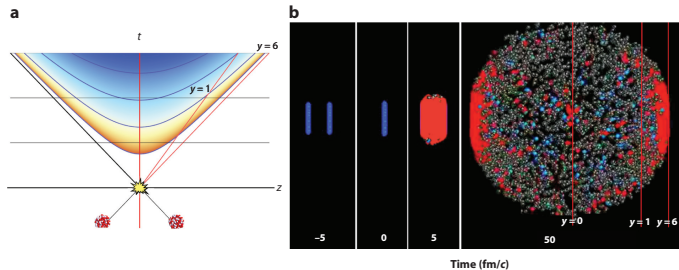 a
t
y = 6
y = 1
z
b
y = 0
y = 1
y = 6
–5
0
5
50
Time (fm/c)